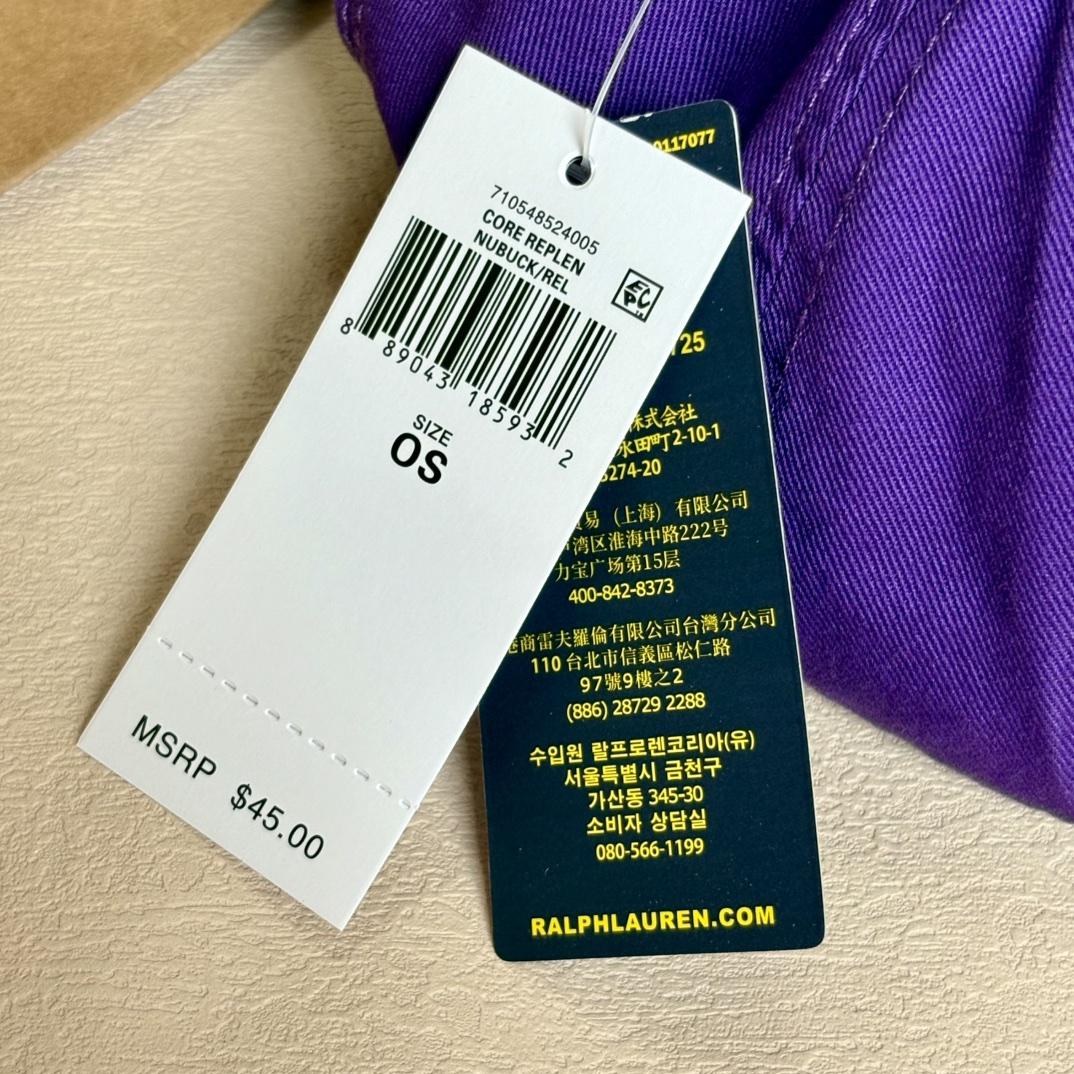 710548524005
CORE REPLEN
NUBUCK/REL
8 89043 18593 2
SIZE
OS
MSRP $45.00
0117077
25
株式会社
永田町2-10-1
5274-20
易（上海）有限公司
湾区淮海中路222号
力宝广场第15层
400-842-8373
港商雷夫羅倫有限公司台灣分公司
110 台北市信義區松仁路
97號9樓之2
(886) 28729 2288
수입원 랄프로렌코리아(유)
서울특별시 금천구
가산동 345-30
소비자 상담실
080-566-1199
RALPHLAUREN.COM